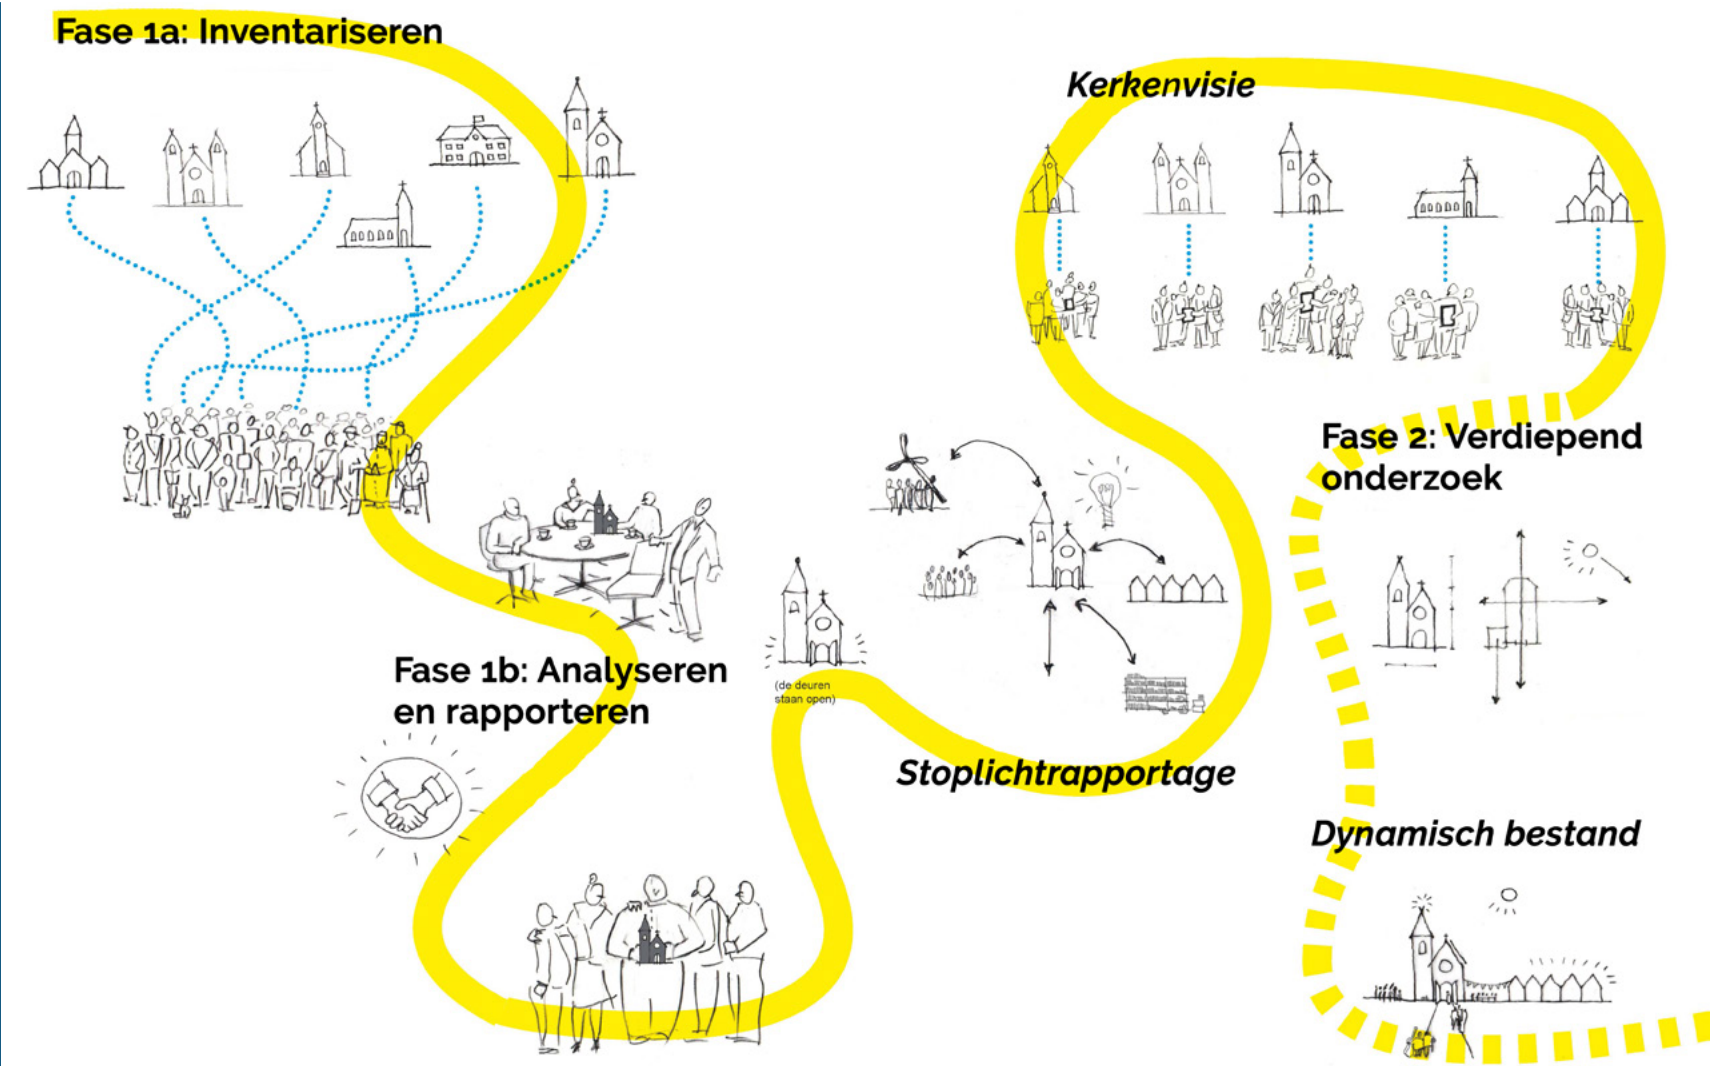 Fase 1a: Inventariseren
Fase 1b: Analyseren
en rapporteren
(de deuren
staan open)
Stoplichtrapportage
Kerkenvisie
Fase 2: Verdiepend
onderzoek
Dynamisch bestand